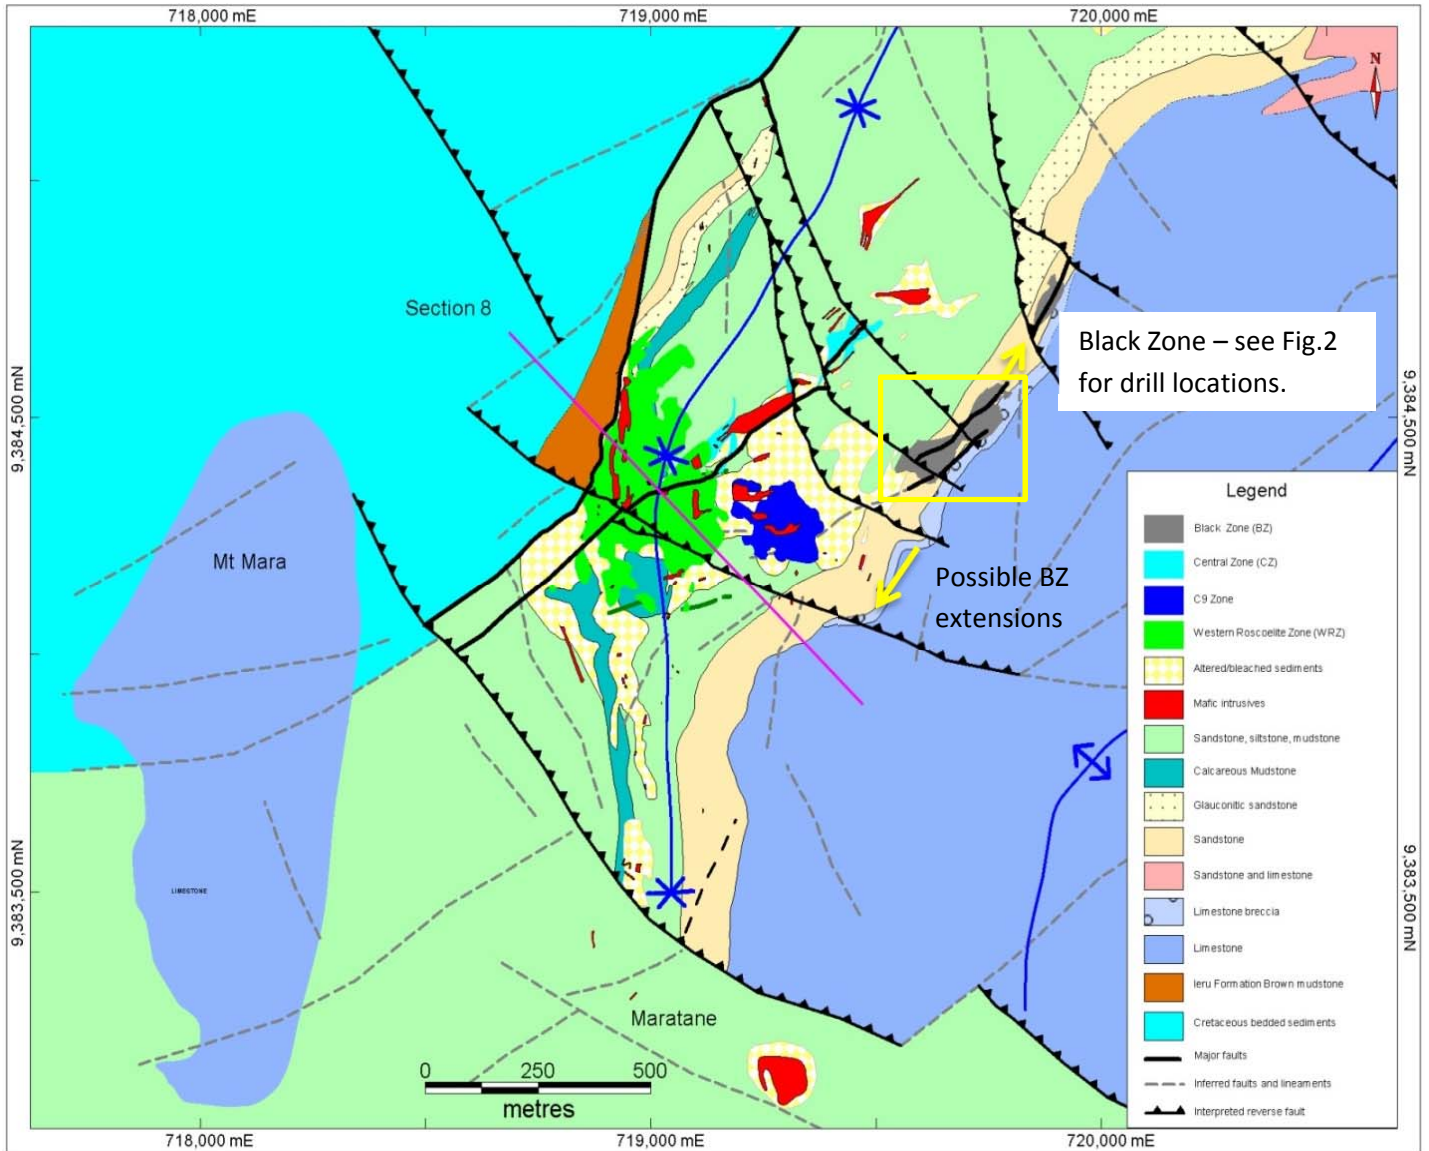 718,000 mE
719,000 mE
720,000 mE
N
Section 8
Black Zone – see Fig.2
for drill locations.
9,384,500 mN
9,384,500 mN
Mt Mara
Possible BZ
extensions
LIMESTONE
Maratane
9,383,500 mN
9,383,500 mN
0 250 500
metres
Legend
Black Zone (BZ)
Central Zone (CZ)
C9 Zone
Western Roscoelite Zone (WRZ)
Altered/bleached sediments
Mafic intrusives
Sandstone, siltstone, mudstone
Calcareous Mudstone
Glauconitic sandstone
Sandstone
Sandstone and limestone
Limestone breccia
Limestone
Ieru Formation Brown mudstone
Cretaceous bedded sediments
Major faults
Inferred faults and lineaments
Interpreted reverse fault
718,000 mE
719,000 mE
720,000 mE